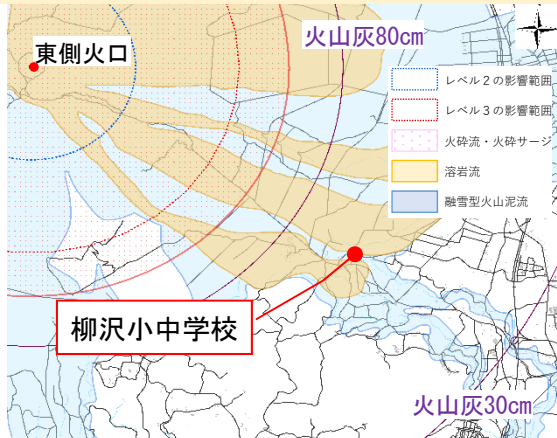 東側火口
火山灰80cm
レベル２の影響範囲
レベル３の影響範囲
火砕流・火砕サージ
溶岩流
融雪型火山泥流
柳沢小中学校
火山灰30cm